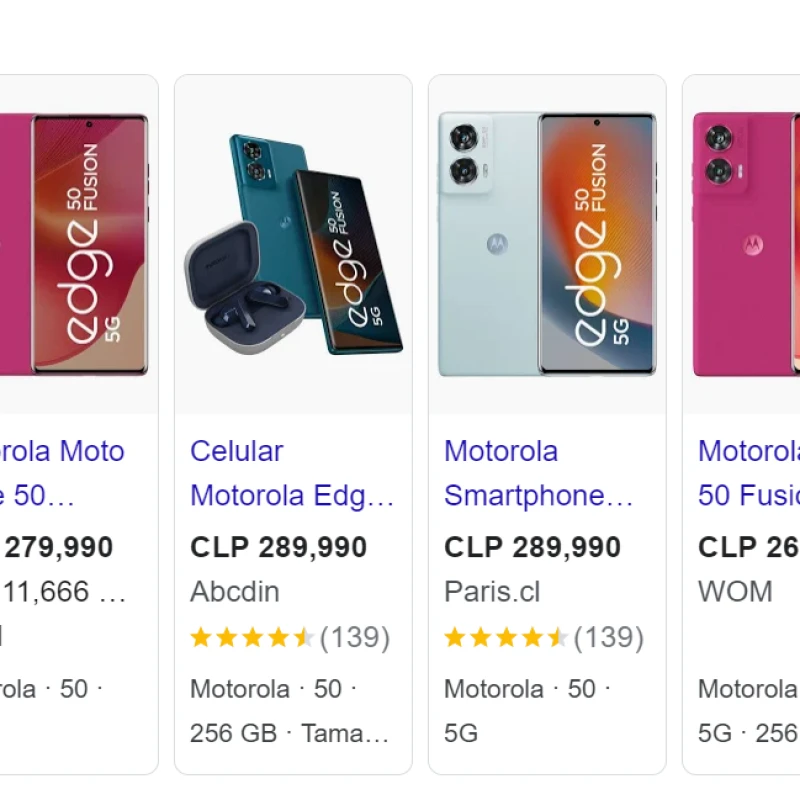 edge 50 FUSION 5G
rola Moto
e 50...
279,990
11,666 ...
rola · 50 ·
edge 50 FUSION 5G
Celular
Motorola Edg...
CLP 289,990
Abcdin
(139)
Motorola · 50 ·
256 GB · Tama...
edge 50 FUSION 5G
Motorola
Smartphone...
CLP 289,990
Paris.cl
(139)
Motorola · 50 ·
5G
Motorola
50 Fusio
CLP 26
WOM
Motorola
5G · 256